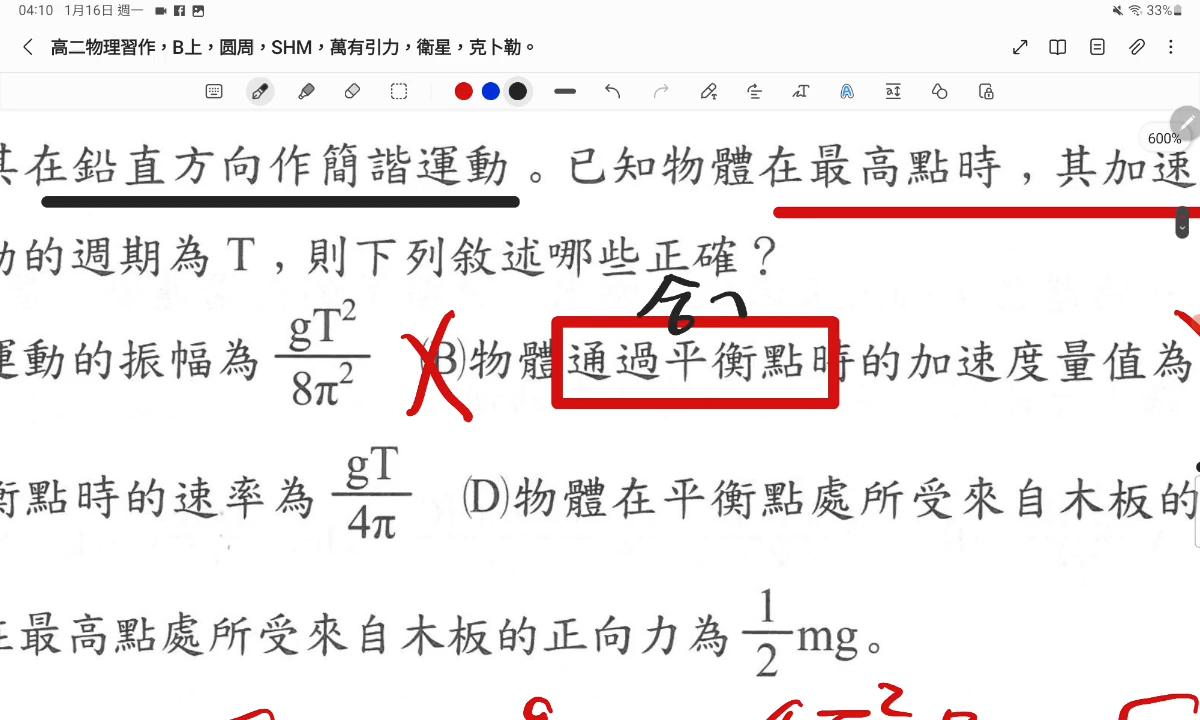 04:10 1月16日 週一 33%
高二物理習作，B上，圓周，SHM，萬有引力，衛星，克卜勒。
600%
其在鉛直方向作簡諧運動。已知物體在最高點時，其加速
動的週期為T，則下列敘述哪些正確？
合力
運動的振幅為 gT²/8π² (B)物體通過平衡點時的加速度量值為
衡點時的速率為 gT/4π (D)物體在平衡點處所受來自木板的
在最高點處所受來自木板的正向力為 1/2 mg。